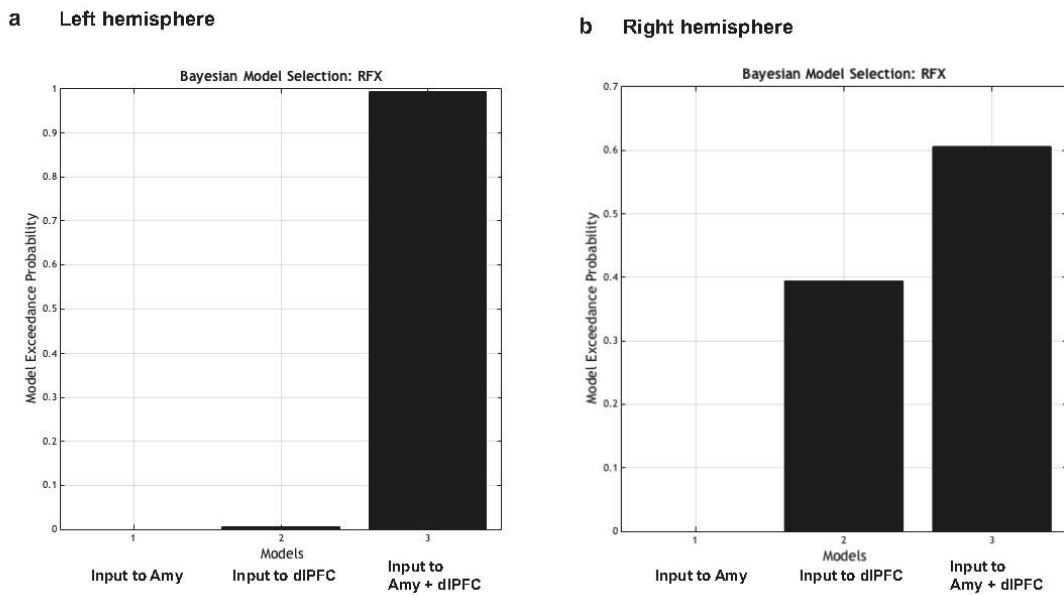 a Left hemisphere
Bayesian Model Selection: RFX
Model Exceedance Probability
1
0.9
0.8
0.7
0.6
0.5
0.4
0.3
0.2
0.1
0
1 2 3
Models
Input to Amy Input to dlPFC Input to
Amy + dlPFC
b Right hemisphere
Bayesian Model Selection: RFX
Model Exceedance Probability
0.7
0.6
0.5
0.4
0.3
0.2
0.1
0
1 2 3
Models
Input to Amy Input to dlPFC Input to
Amy + dlPFC